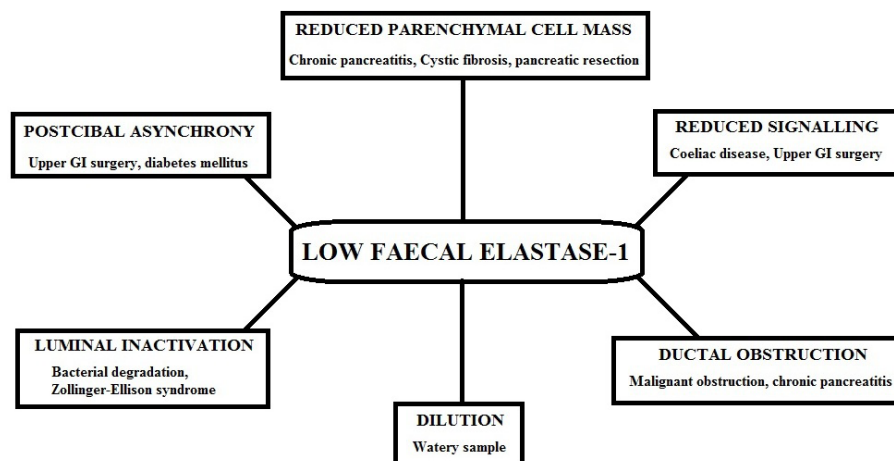 REDUCED PARENCHYMAL CELL MASS
Chronic pancreatitis, Cystic fibrosis, pancreatic resection
POSTCIBAL ASYNCHRONY
Upper GI surgery, diabetes mellitus
REDUCED SIGNALLING
Coeliac disease, Upper GI surgery
LOW FAECAL ELASTASE-1
LUMINAL INACTIVATION
Bacterial degradation,
Zollinger-Ellison syndrome
DUCTAL OBSTRUCTION
Malignant obstruction, chronic pancreatitis
DILUTION
Watery sample